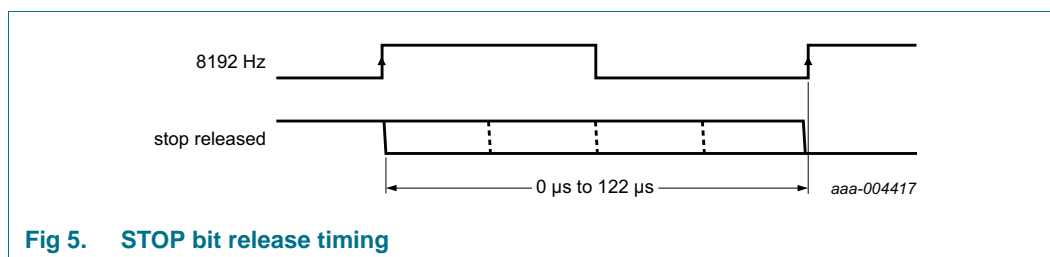 8192 Hz
stop released
0 μs to 122 μs
aaa-004417
Fig 5. STOP bit release timing